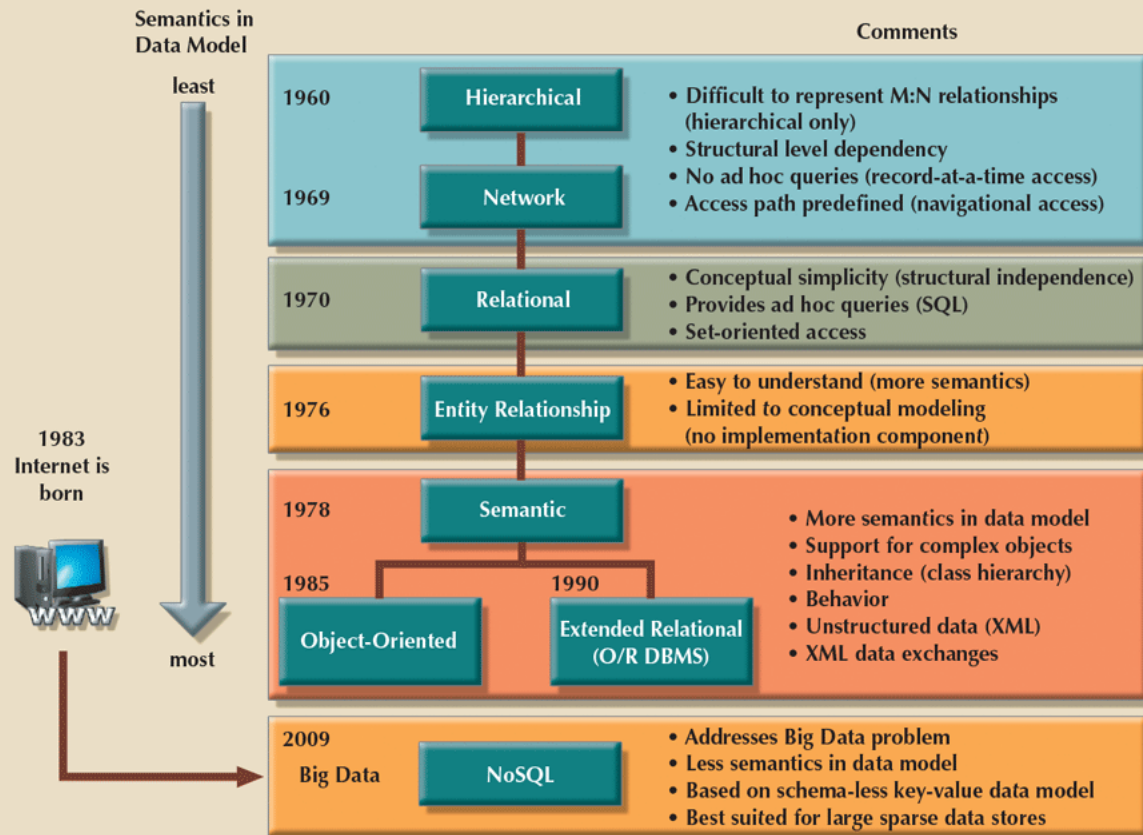 Semantics in
Data Model
Comments
least
1960
Hierarchical
• Difficult to represent M:N relationships
(hierarchical only)
• Structural level dependency
• No ad hoc queries (record-at-a-time access)
• Access path predefined (navigational access)
1969
Network
1970
Relational
• Conceptual simplicity (structural independence)
• Provides ad hoc queries (SQL)
• Set-oriented access
1976
Entity Relationship
• Easy to understand (more semantics)
• Limited to conceptual modeling
(no implementation component)
1983
Internet is
born
www
1978
Semantic
1985
Object-Oriented
1990
Extended Relational
(O/R DBMS)
• More semantics in data model
• Support for complex objects
• Inheritance (class hierarchy)
• Behavior
• Unstructured data (XML)
• XML data exchanges
most
2009
Big Data
NoSQL
• Addresses Big Data problem
• Less semantics in data model
• Based on schema-less key-value data model
• Best suited for large sparse data stores